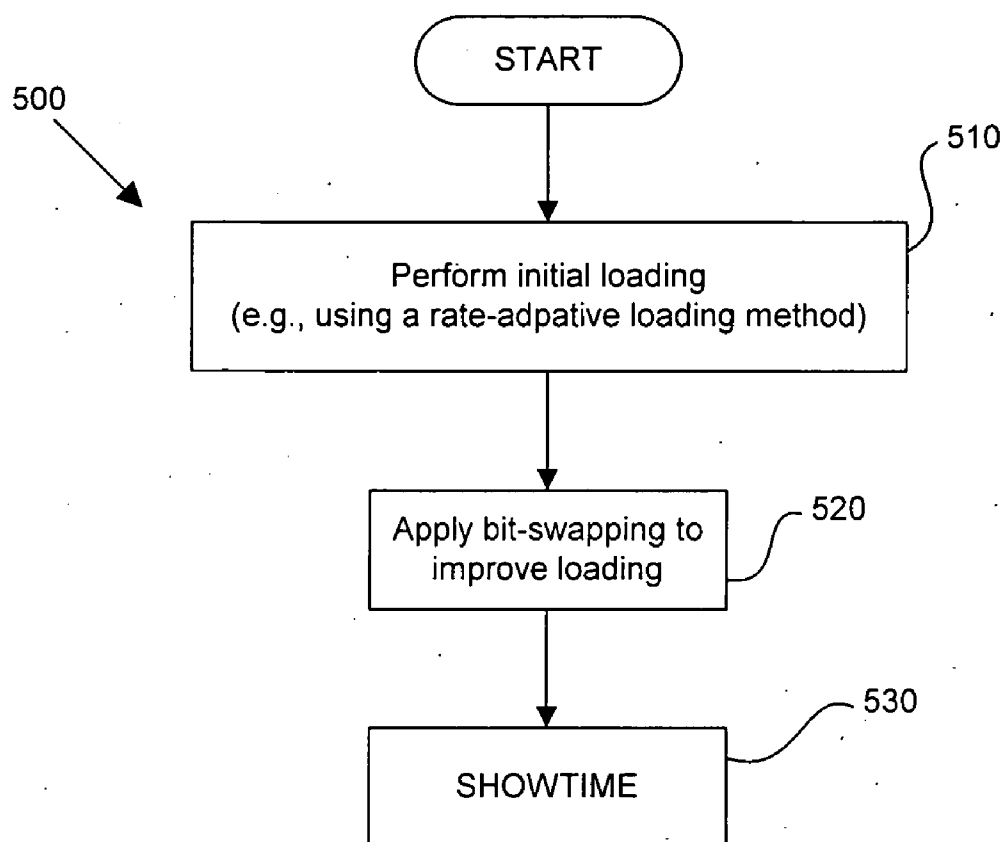 START
500
510
Perform initial loading
(e.g., using a rate-adpative loading method)
Apply bit-swapping to
improve loading
520
530
SHOWTIME